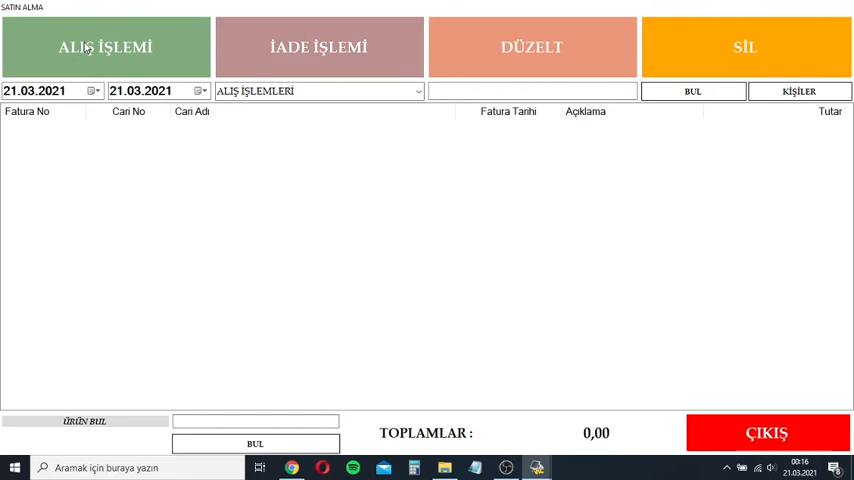 SATIN ALMA
ALIŞ İŞLEMİ İADE İŞLEMİ DÜZELT SİL
21.03.2021 21.03.2021 ALIŞ İŞLEMLERİ BUL KİŞİLER
Fatura No Cari No Cari Adı Fatura Tarihi Açıklama Tutar
ÜRÜN BUL
BUL
TOPLAMLAR : 0,00 ÇIKIŞ
Aramak için buraya yazın
00:16
21.03.2021
8